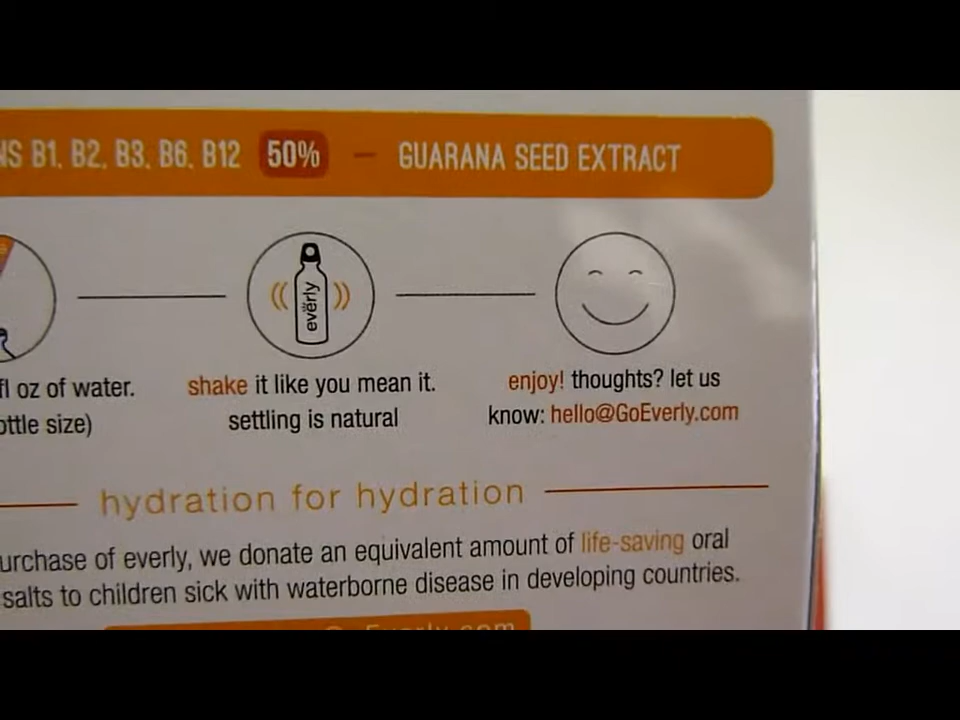 NS B1, B2, B3, B6, B12 50% – GUARANA SEED EXTRACT
everly
fl oz of water.
ottle size)
shake it like you mean it.
settling is natural
enjoy! thoughts? let us
know: hello@GoEverly.com
hydration for hydration
urchase of everly, we donate an equivalent amount of life-saving oral
salts to children sick with waterborne disease in developing countries.
GoEverly.com